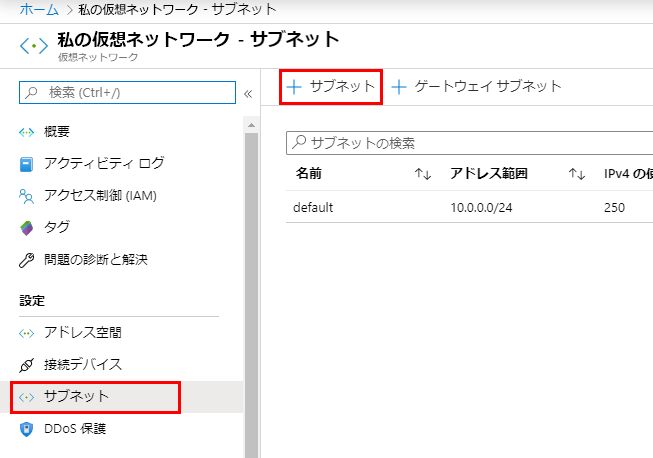 ホーム > 私の仮想ネットワーク - サブネット
私の仮想ネットワーク - サブネット
仮想ネットワーク
検索 (Ctrl+/)
«
概要
アクティビティ ログ
アクセス制御 (IAM)
タグ
問題の診断と解決
設定
アドレス空間
接続デバイス
サブネット
DDoS 保護
+ サブネット + ゲートウェイ サブネット
サブネットの検索
名前 ↑↓ アドレス範囲 ↑↓ IPv4 の使
default 10.0.0.0/24 250